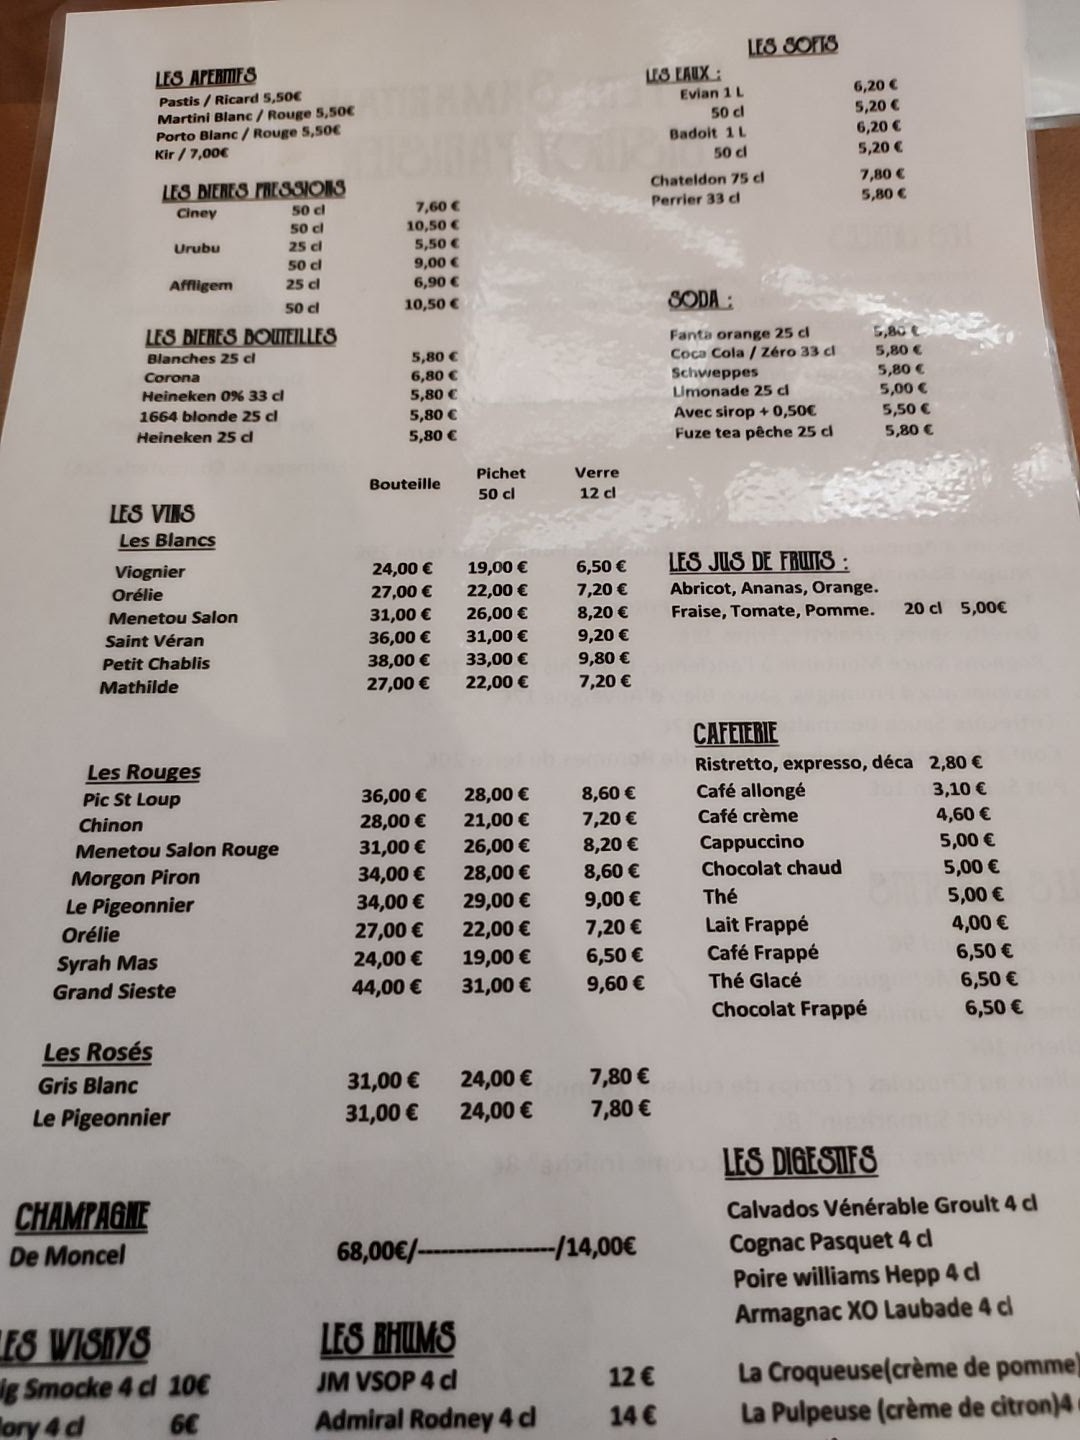 LES APERITIFS
Pastis / Ricard 5,50€
Martini Blanc / Rouge 5,50€
Porto Blanc / Rouge 5,50€
Kir / 7,00€
LES BIERES PRESSIONS
Ciney 50 cl 7,60 €
50 cl 10,50 €
Urubu 25 cl 5,50 €
50 cl 9,00 €
Affligem 25 cl 6,90 €
50 cl 10,50 €
LES BIERES BOUTEILLES
Blanches 25 cl 5,80 €
Corona 6,80 €
Heineken 0% 33 cl 5,80 €
1664 blonde 25 cl 5,80 €
Heineken 25 cl 5,80 €
LES SOFTS
LES EAUX :
Evian 1 L 6,20 €
50 cl 5,20 €
Badoit 1 L 6,20 €
50 cl 5,20 €
Chateldon 75 cl 7,80 €
Perrier 33 cl 5,80 €
SODA :
Fanta orange 25 cl 5,80 €
Coca Cola / Zéro 33 cl 5,80 €
Schweppes 5,80 €
Limonade 25 cl 5,00 €
Avec sirop + 0,50€ 5,50 €
Fuze tea pêche 25 cl 5,80 €
Bouteille Pichet 50 cl Verre 12 cl
LES VINS
Les Blancs
Viognier 24,00 € 19,00 € 6,50 €
Orélie 27,00 € 22,00 € 7,20 €
Menetou Salon 31,00 € 26,00 € 8,20 €
Saint Véran 36,00 € 31,00 € 9,20 €
Petit Chablis 38,00 € 33,00 € 9,80 €
Mathilde 27,00 € 22,00 € 7,20 €
Les Rouges
Pic St Loup 36,00 € 28,00 € 8,60 €
Chinon 28,00 € 21,00 € 7,20 €
Menetou Salon Rouge 31,00 € 26,00 € 8,20 €
Morgon Piron 34,00 € 28,00 € 8,60 €
Le Pigeonnier 34,00 € 29,00 € 9,00 €
Orélie 27,00 € 22,00 € 7,20 €
Syrah Mas 24,00 € 19,00 € 6,50 €
Grand Sieste 44,00 € 31,00 € 9,60 €
Les Rosés
Gris Blanc 31,00 € 24,00 € 7,80 €
Le Pigeonnier 31,00 € 24,00 € 7,80 €
LES JUS DE FRUITS :
Abricot, Ananas, Orange.
Fraise, Tomate, Pomme. 20 cl 5,00€
CAFETERIE
Ristretto, expresso, déca 2,80 €
Café allongé 3,10 €
Café crème 4,60 €
Cappuccino 5,00 €
Chocolat chaud 5,00 €
Thé 5,00 €
Lait Frappé 4,00 €
Café Frappé 6,50 €
Thé Glacé 6,50 €
Chocolat Frappé 6,50 €
CHAMPAGNE
De Moncel 68,00€/-------------------/14,00€
LES WISKYS
Smocke 4 cl 10€
4 cl 6€
LES RHUMS
JM VSOP 4 cl 12 €
Admiral Rodney 4 cl 14 €
LES DIGESTIFS
Calvados Vénérable Groult 4 cl
Cognac Pasquet 4 cl
Poire williams Hepp 4 cl
Armagnac XO Laubade 4 cl
La Croqueuse(crème de pomme)
La Pulpeuse (crème de citron)4